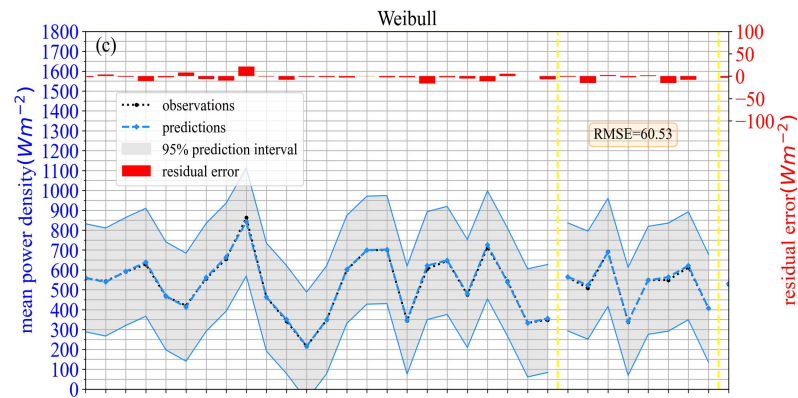 Weibull
(c)
1800
1700
1600
1500
1400
1300
1200
1100
1000
900
800
700
600
500
400
300
200
100
0
mean power density(Wm−2)
observations
predictions
95% prediction interval
residual error
RMSE=60.53
100
50
0
−50
−100
residual error(Wm−2)